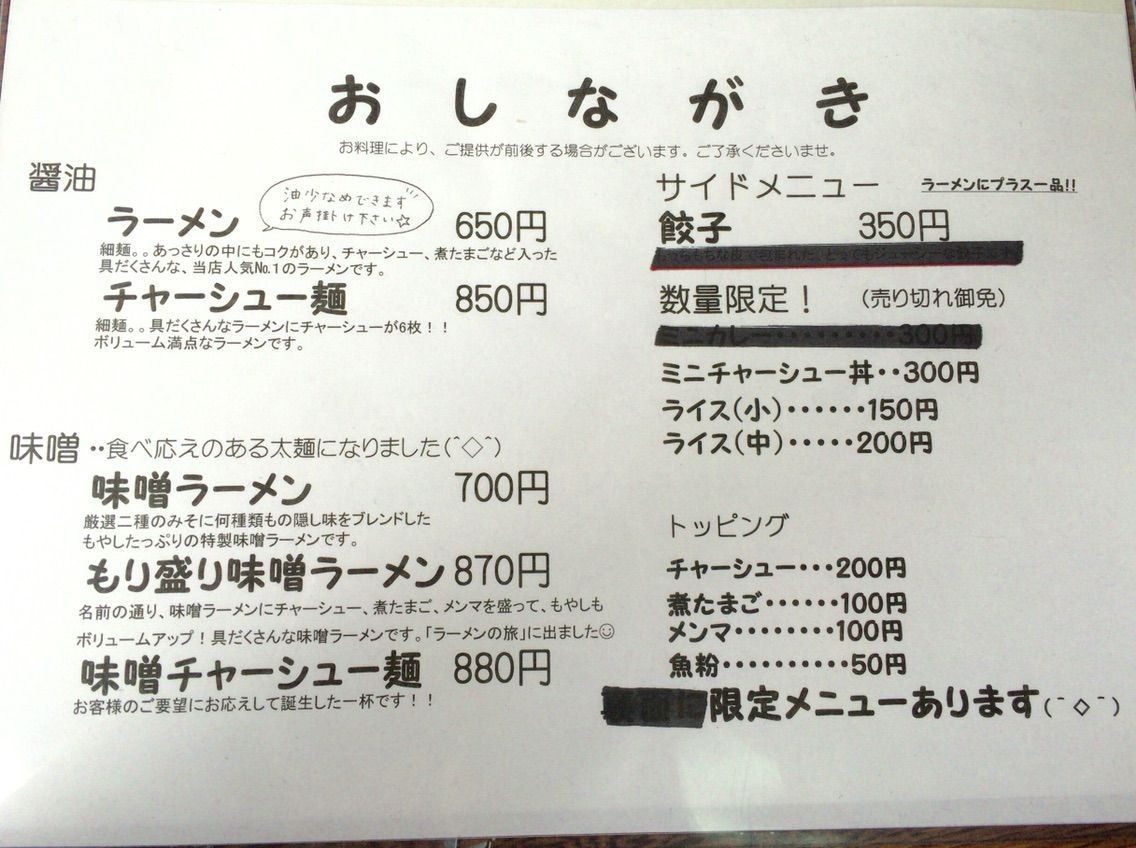 おしながき
お料理により、ご提供が前後する場合がございます。ご了承くださいませ。
醤油
油少なめできます
お声掛け下さい☆
ラーメン 650円
細麺。。あっさりの中にもコクがあり、チャーシュー、煮たまごなど入った
具だくさんな、当店人気№1のラーメンです。
チャーシュー麺 850円
細麺。。具だくさんなラーメンにチャーシューが6枚！！
ボリューム満点なラーメンです。
味噌‥食べ応えのある太麺になりました(^◇^)
味噌ラーメン 700円
厳選二種のみそに何種類もの隠し味をブレンドした
もやしたっぷりの特製味噌ラーメンです。
もり盛り味噌ラーメン 870円
名前の通り、味噌ラーメンにチャーシュー、煮たまご、メンマを盛って、もやしも
ボリュームアップ！具だくさんな味噌ラーメンです。「ラーメンの旅」に出ました☺
味噌チャーシュー麺 880円
お客様のご要望にお応えして誕生した一杯です！！
サイドメニュー ラーメンにプラス一品!!
餃子 350円
数量限定！ （売り切れ御免）
ミニカレー・・・・・・・・・・300円
ミニチャーシュー丼・・300円
ライス(小)・・・・・・150円
ライス(中)・・・・・200円
トッピング
チャーシュー・・・200円
煮たまご・・・・・・100円
メンマ・・・・・・・・100円
魚粉・・・・・・・・・・50円
限定メニューあります(￣◇￣)